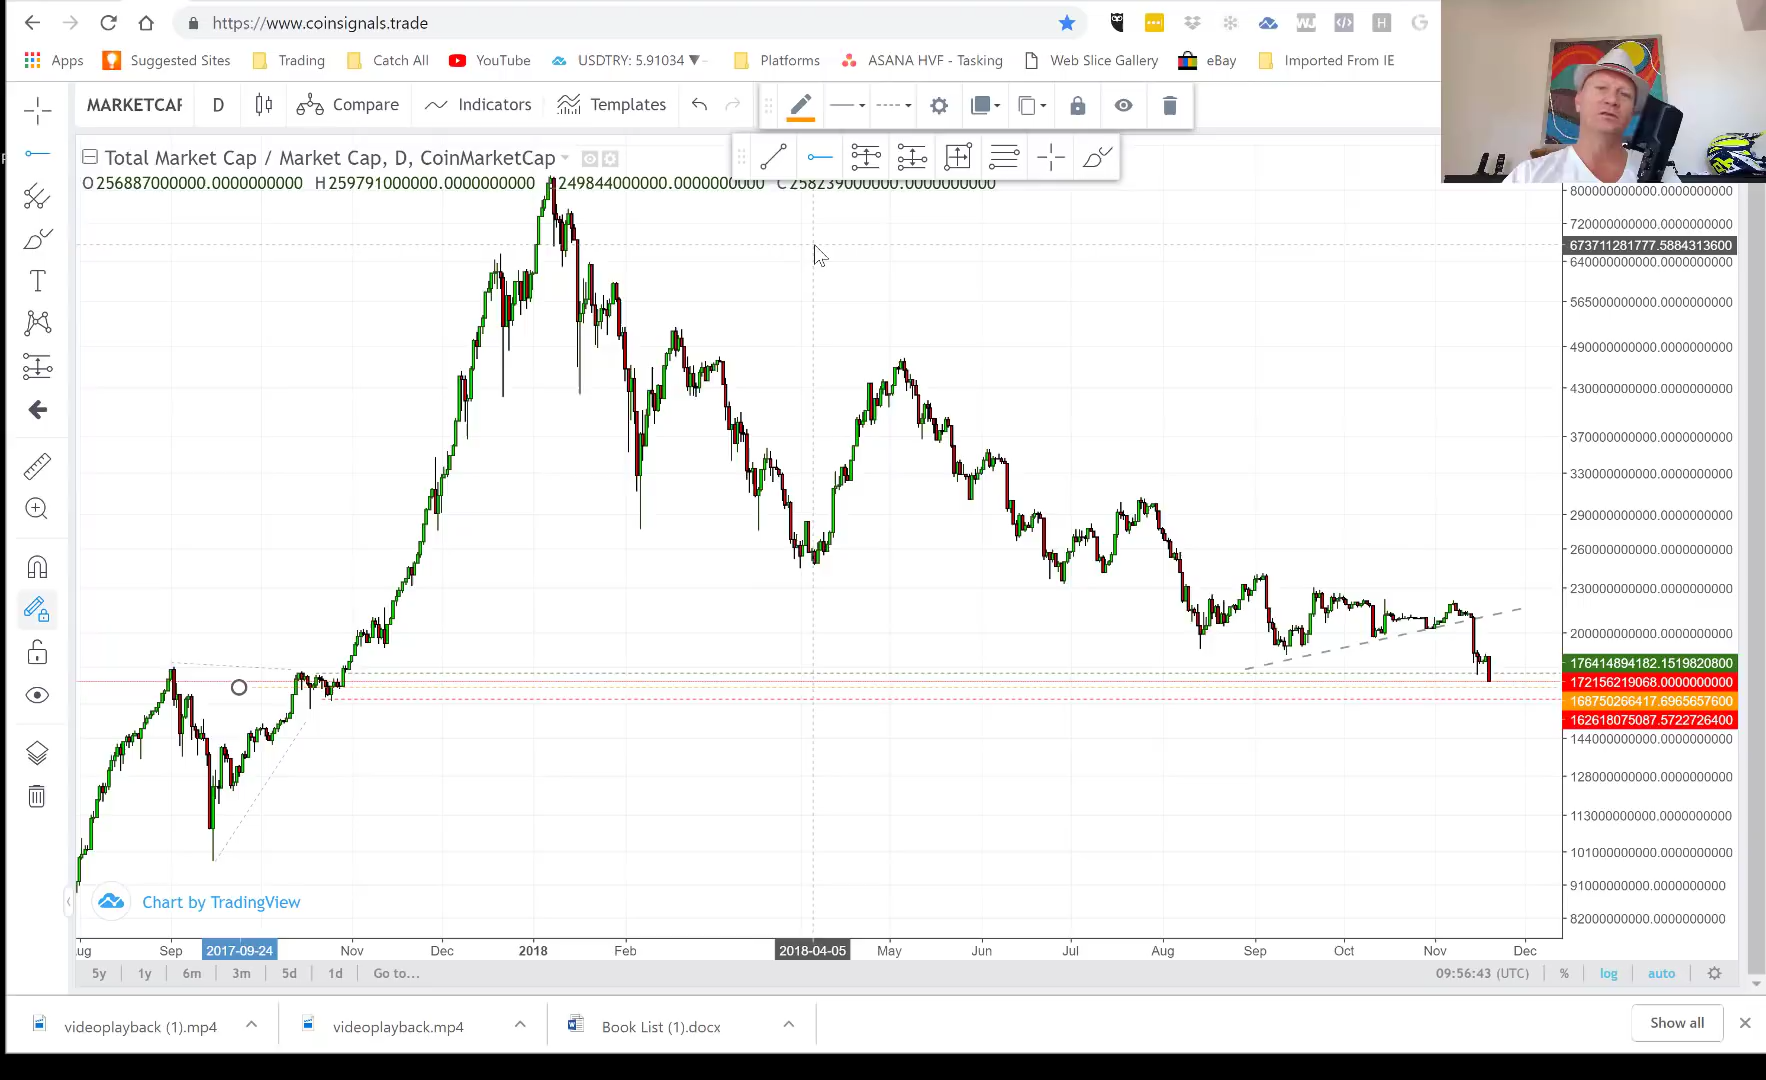 https://www.coinsignals.trade
Apps Suggested Sites Trading Catch All YouTube USDTRY: 5.91034 ▼− Platforms ASANA HVF - Tasking Web Slice Gallery eBay Imported From IE
MARKETCAP D Compare Indicators Templates
Total Market Cap / Market Cap, D, CoinMarketCap
O256887000000.0000000000 H259791000000.0000000000 249844000000.0000000000 C258239000000.0000000000
800000000000.0000000000
720000000000.0000000000
673711281777.5884313600
640000000000.0000000000
565000000000.0000000000
490000000000.0000000000
430000000000.0000000000
370000000000.0000000000
330000000000.0000000000
290000000000.0000000000
260000000000.0000000000
230000000000.0000000000
200000000000.0000000000
176414894182.1519820800
172156219068.0000000000
168750266417.6965657600
162618075087.5722726400
144000000000.0000000000
128000000000.0000000000
113000000000.0000000000
101000000000.0000000000
91000000000.0000000000
82000000000.0000000000
Chart by TradingView
ug Sep 2017-09-24 Nov Dec 2018 Feb 2018-04-05 May Jun Jul Aug Sep Oct Nov Dec
5y 1y 6m 3m 5d 1d Go to... 09:56:43 (UTC) % log auto
videoplayback (1).mp4 videoplayback.mp4 Book List (1).docx Show all